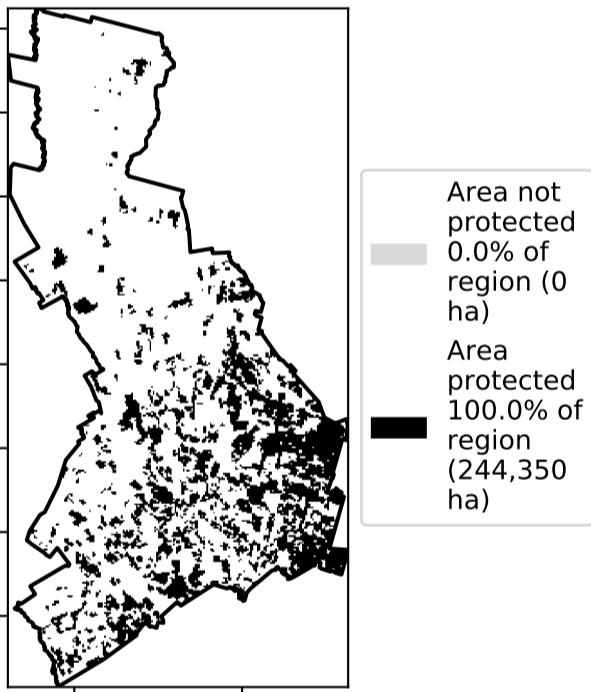 Area not
protected
0.0% of
region (0
ha)
Area
protected
100.0% of
region
(244,350
ha)